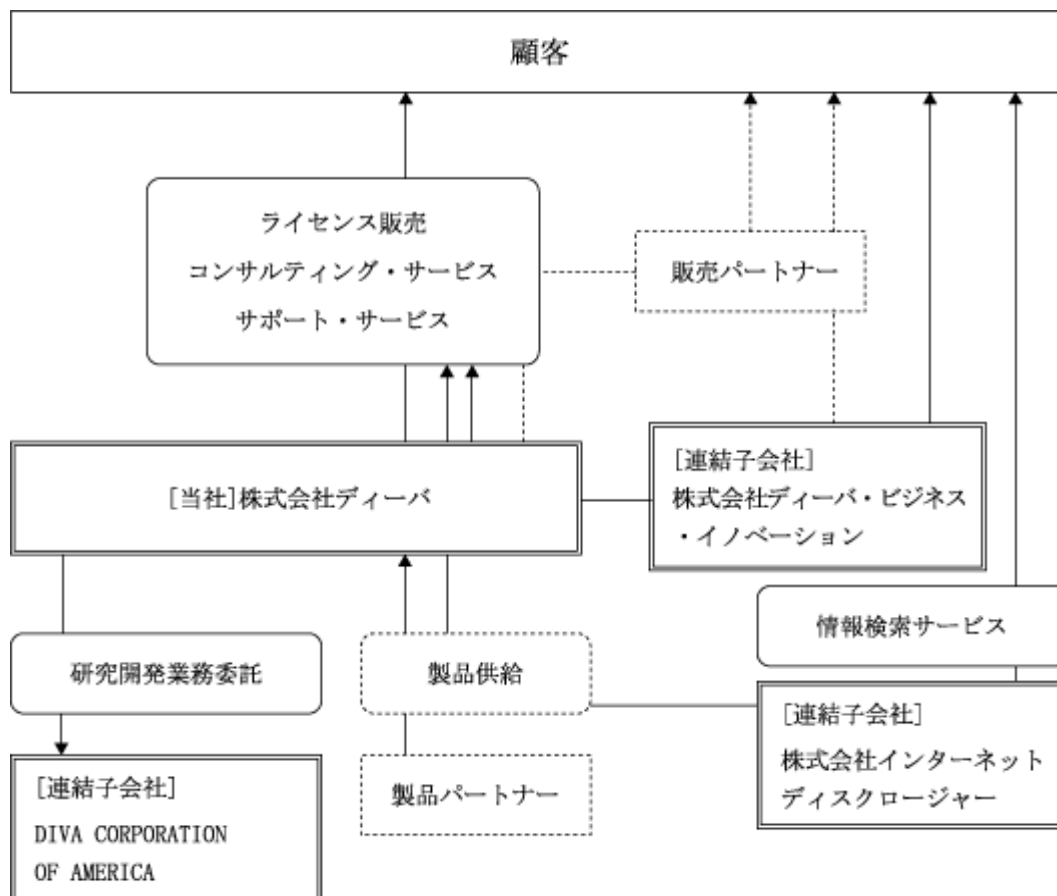 顧客
ライセンス販売
コンサルティング・サービス
サポート・サービス
販売パートナー
[当社]株式会社ディーバ
[連結子会社]
株式会社ディーバ・ビジネス
・イノベーション
情報検索サービス
研究開発業務委託
製品供給
[連結子会社]
株式会社インターネット
ディスクロージャー
製品パートナー
[連結子会社]
DIVA CORPORATION
OF AMERICA